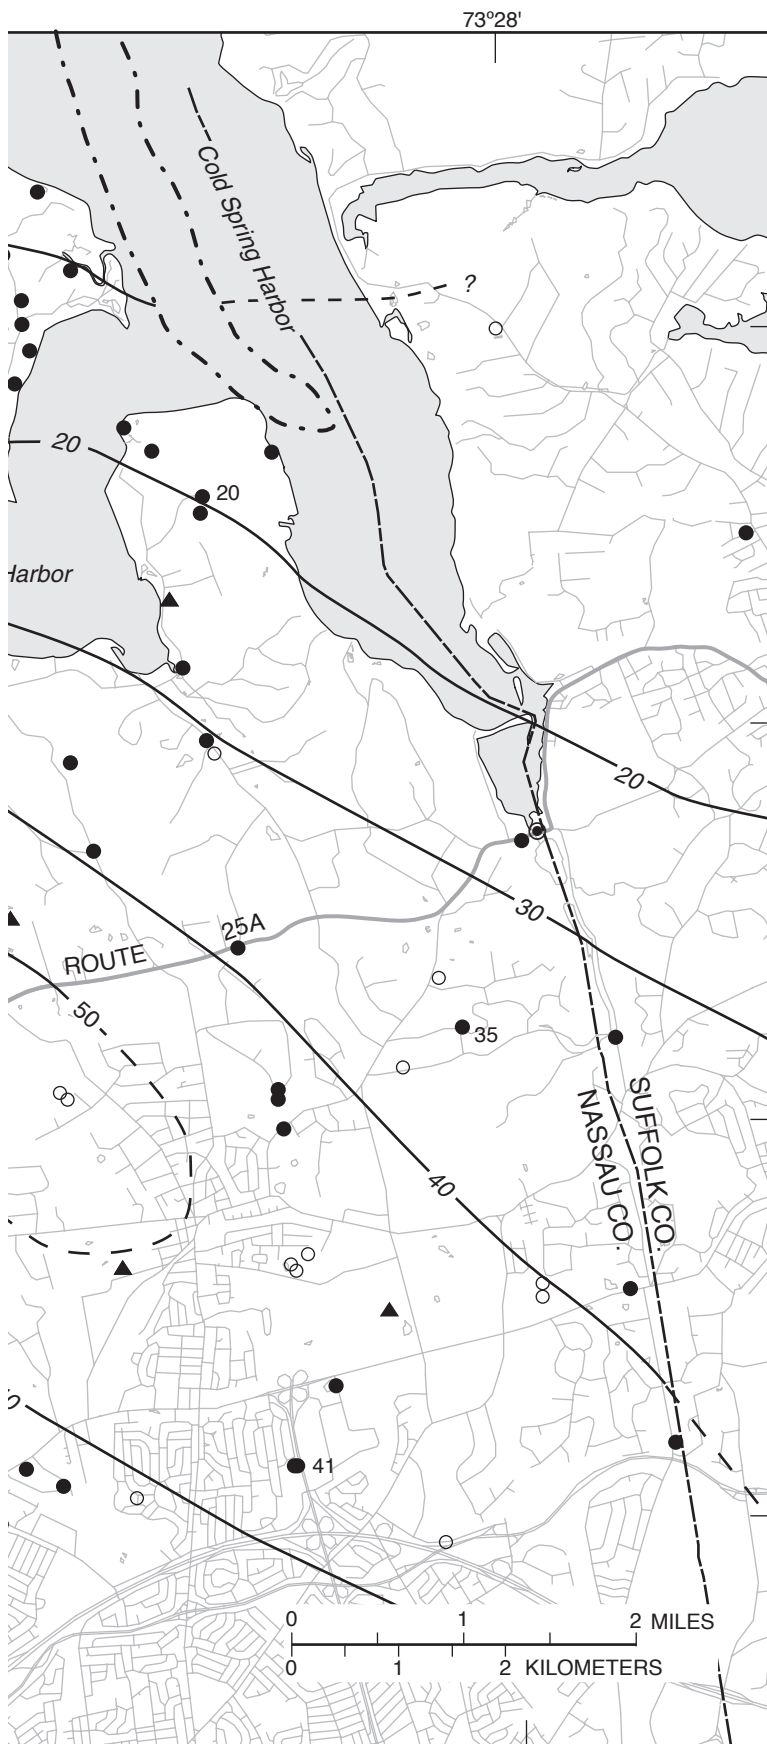 73°28'
Cold Spring Harbor
?
20
20
Harbor
20
30
25A
ROUTE
50
35
SUFFOLK CO.
NASSAU CO.
40
41
0 1 2 MILES
0 1 2 KILOMETERS